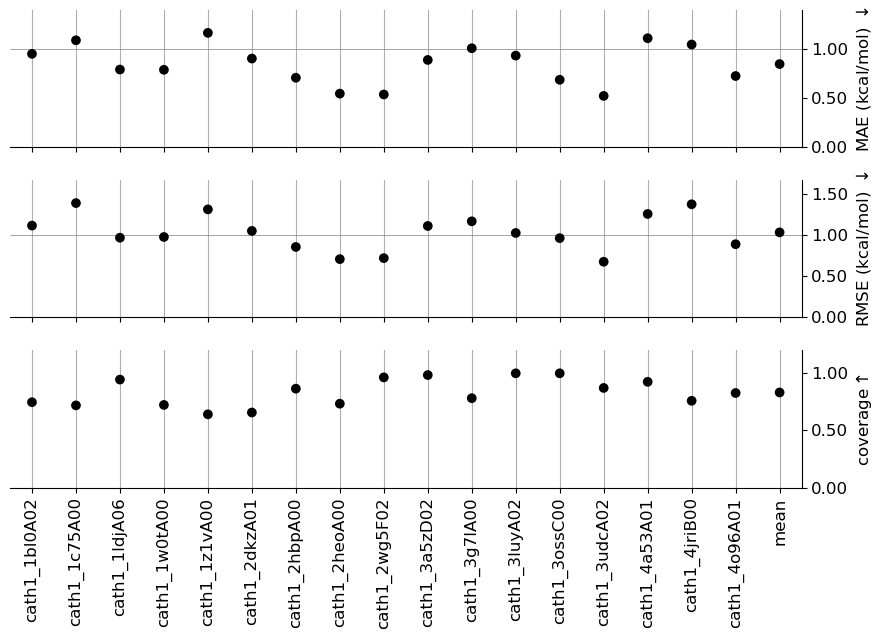 1.00
0.50
0.00
MAE (kcal/mol) ↓
1.50
1.00
0.50
0.00
RMSE (kcal/mol) ↓
1.00
0.50
0.00
coverage ↑
cath1_1bl0A02
cath1_1c75A00
cath1_1ldjA06
cath1_1w0tA00
cath1_1z1vA00
cath1_2dkzA01
cath1_2hbpA00
cath1_2heoA00
cath1_2wg5F02
cath1_3a5zD02
cath1_3g7lA00
cath1_3luyA02
cath1_3ossC00
cath1_3udcA02
cath1_4a53A01
cath1_4jriB00
cath1_4o96A01
mean